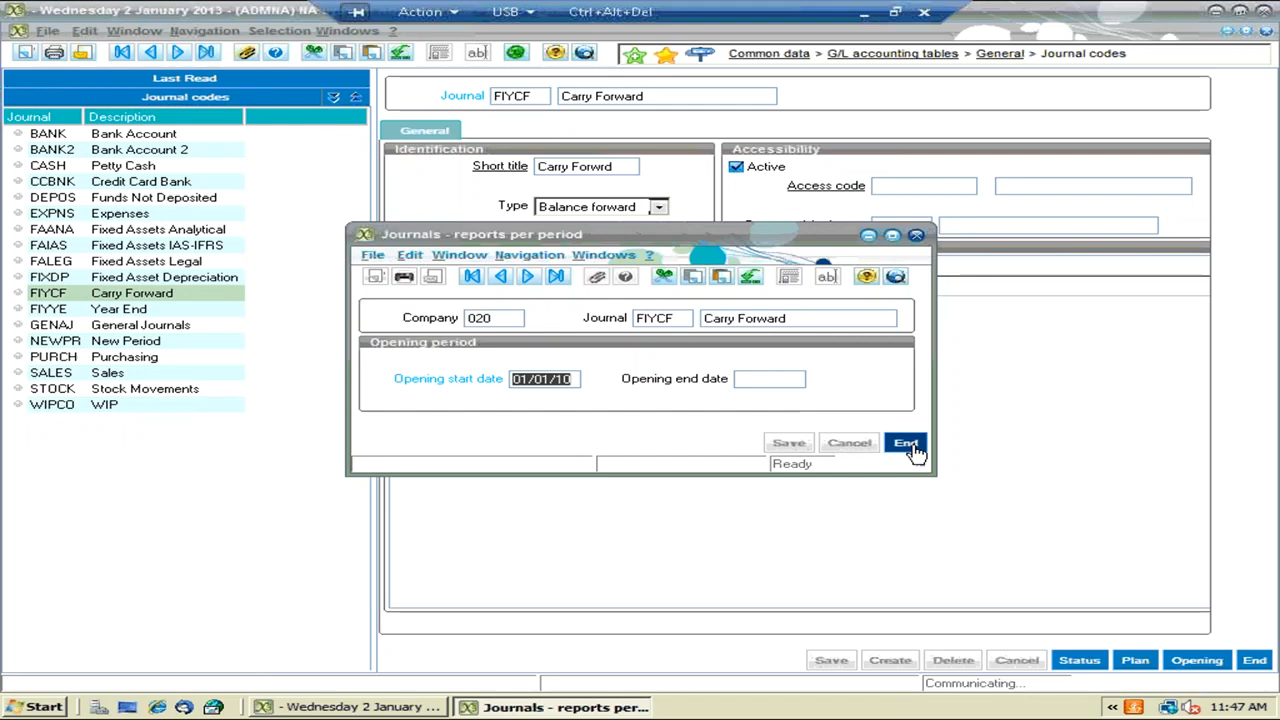 - Wednesday 2 January 2013 - (ADMNA) NA
Action USB Ctrl+Alt+Del
File Edit Window Navigation Selection Windows ?
Common data > G/L accounting tables > General > Journal codes
Last Read
Journal codes
Journal Description
BANK Bank Account
BANK2 Bank Account 2
CASH Petty Cash
CCBNK Credit Card Bank
DEPOS Funds Not Deposited
EXPNS Expenses
FAANA Fixed Assets Analytical
FAIAS Fixed Assets IAS-IFRS
FALEG Fixed Assets Legal
FIXDP Fixed Asset Depreciation
FIYCF Carry Forward
FIYYE Year End
GENAJ General Journals
NEWPR New Period
PURCH Purchasing
SALES Sales
STOCK Stock Movements
WIPCO WIP
Journal FIYCF Carry Forward
General
Identification Accessibility
Short title Carry Forwrd Active
Access code
Type Balance forward
Journals - reports per period
File Edit Window Navigation Windows ?
ab|
Company 020 Journal FIYCF Carry Forward
Opening period
Opening start date 01/01/10 Opening end date
Save Cancel End
Ready
Save Create Delete Cancel Status Plan Opening End
Communicating...
Start - Wednesday 2 January ... Journals - reports per... « 11:47 AM